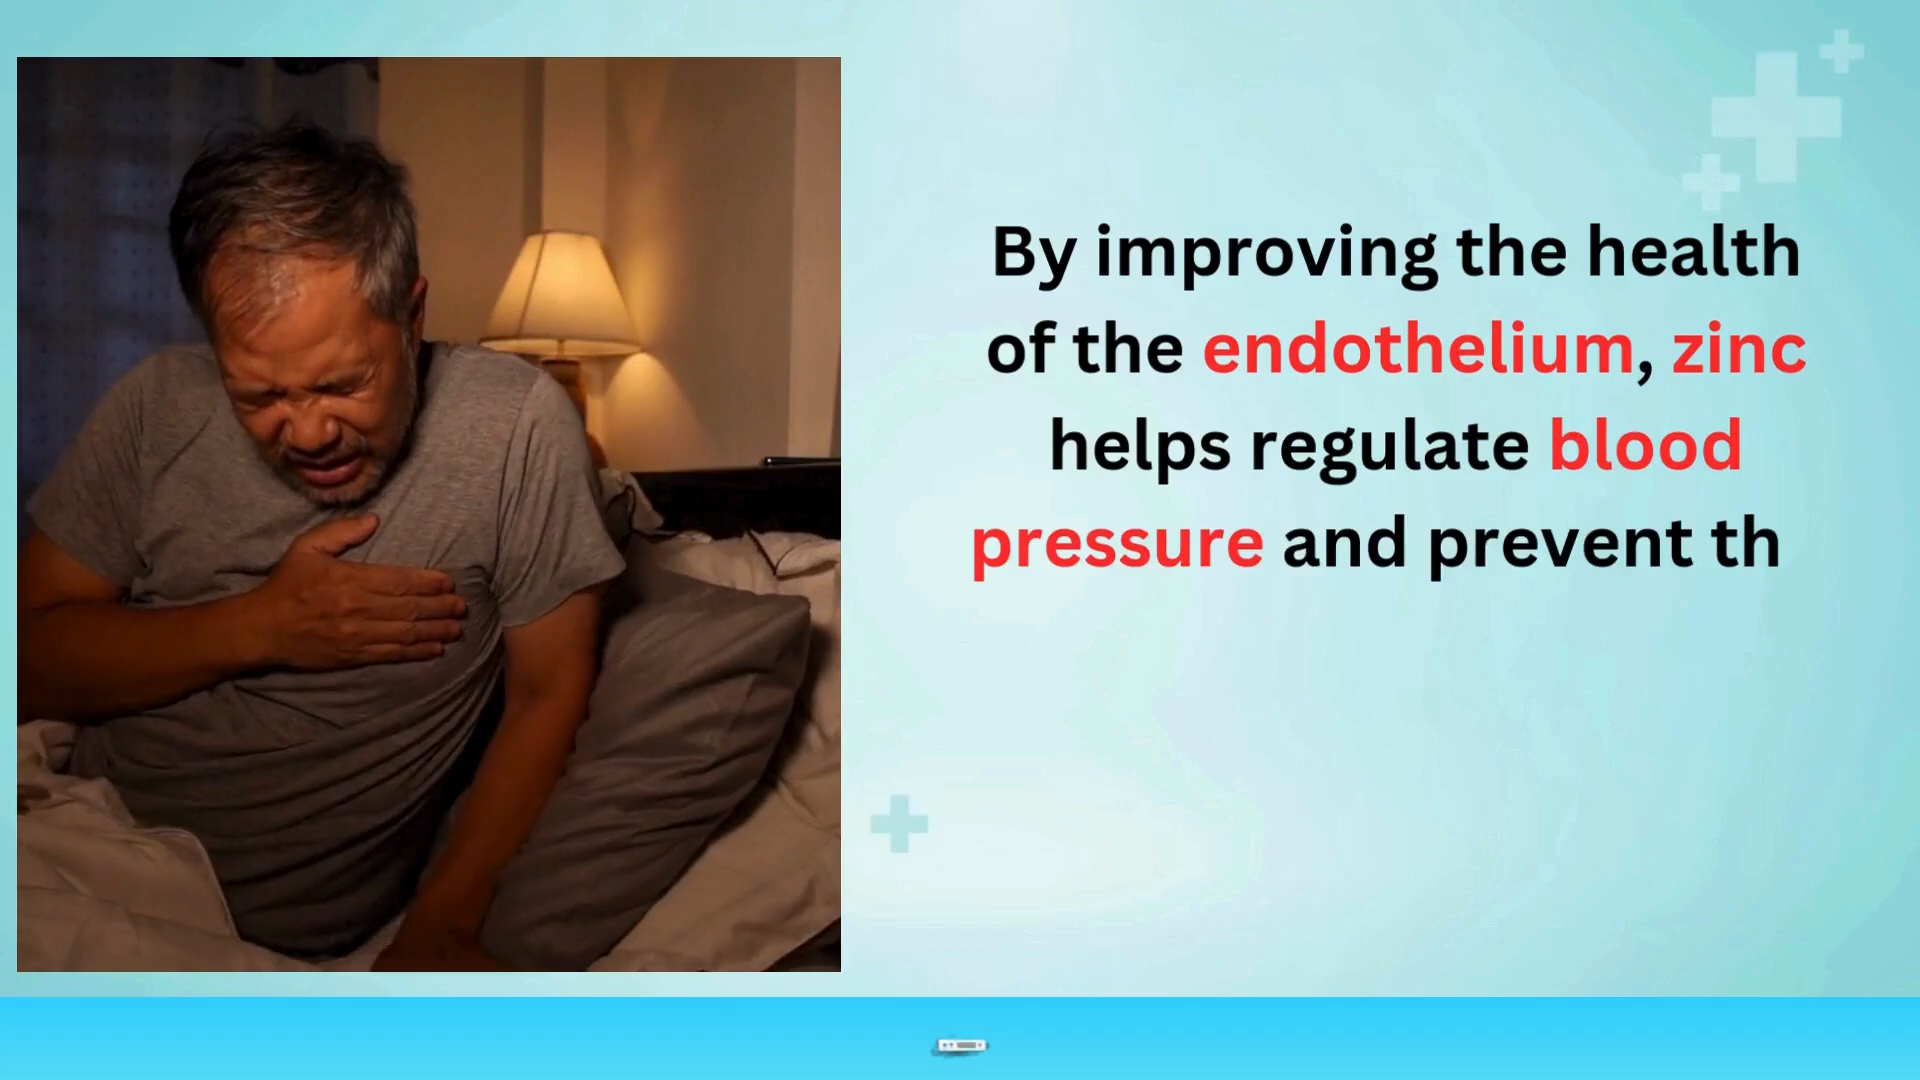 By improving the health
of the endothelium, zinc
helps regulate blood
pressure and prevent th